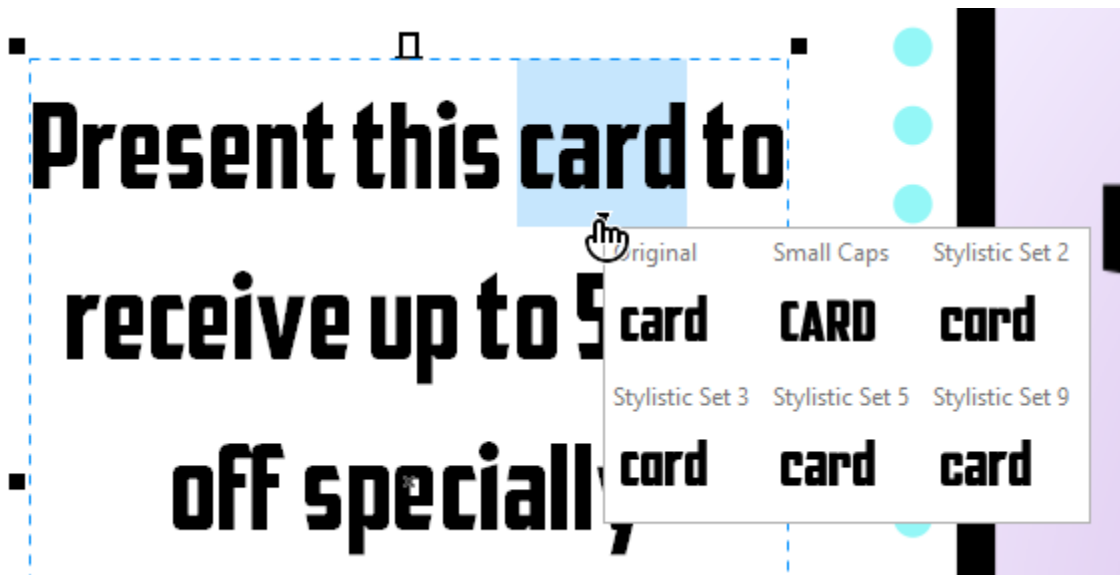 Present this card to
Original Small Caps Stylistic Set 2
card CARD card
receive up to
Stylistic Set 3 Stylistic Set 5 Stylistic Set 9
card card card
off specially